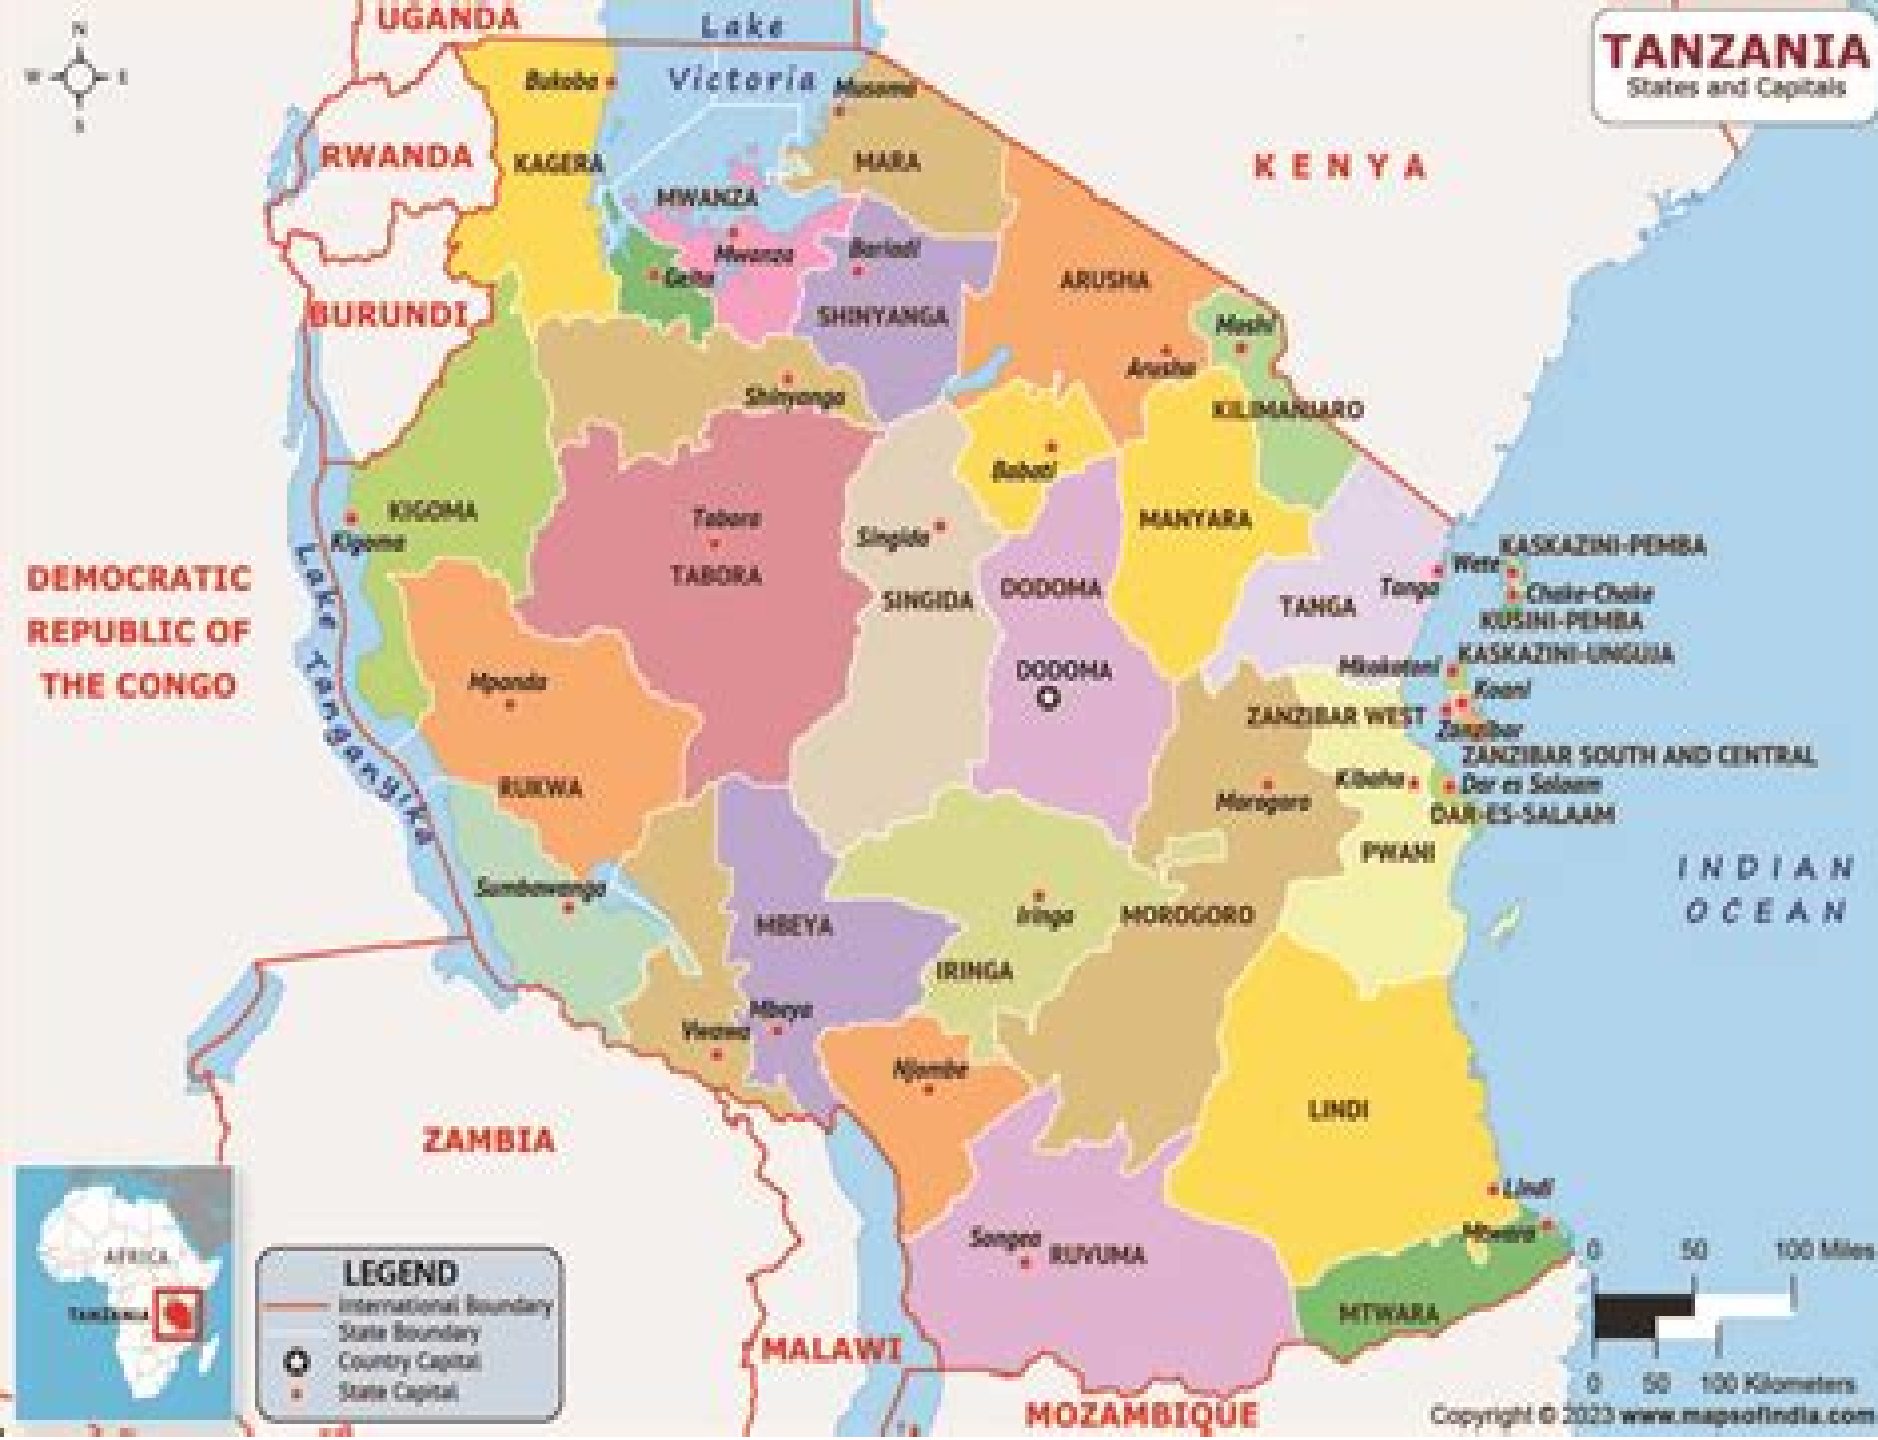 UGANDA
Lake
Victoria
N
W
E
S
TANZANIA
States and Capitals
Bukoba
Musoma
RWANDA
KAGERA
MARA
KENYA
MWANZA
Mwanza
Bariadi
Geita
ARUSHA
BURUNDI
SHINYANGA
Moshi
Arusha
Shinyanga
KILIMANJARO
Babati
KIGOMA
Kigoma
Tabora
TABORA
Singida
SINGIDA
MANYARA
DODOMA
DODOMA
TANGA
Tanga
Wete
KASKAZINI-PEMBA
Chake-Chake
KUSINI-PEMBA
KASKAZINI-UNGUJA
Mkokotoni
Koani
ZANZIBAR WEST
Zanzibar
ZANZIBAR SOUTH AND CENTRAL
Kibaha
Dar es Salaam
DAR-ES-SALAAM
DEMOCRATIC
REPUBLIC OF
THE CONGO
Lake Tanganyika
Mpanda
RUKWA
Morogoro
PWANI
INDIAN
OCEAN
Sumbawanga
MBEYA
Iringa
MOROGORO
IRINGA
Mbeya
Vwawa
Njombe
LINDI
ZAMBIA
Lindi
Mtwara
Songea
RUVUMA
MTWARA
MALAWI
MOZAMBIQUE
AFRICA
TANZANIA
LEGEND
International Boundary
State Boundary
Country Capital
State Capital
0 50 100 Miles
0 50 100 Kilometers
Copyright © 2023 www.mapsofindia.com